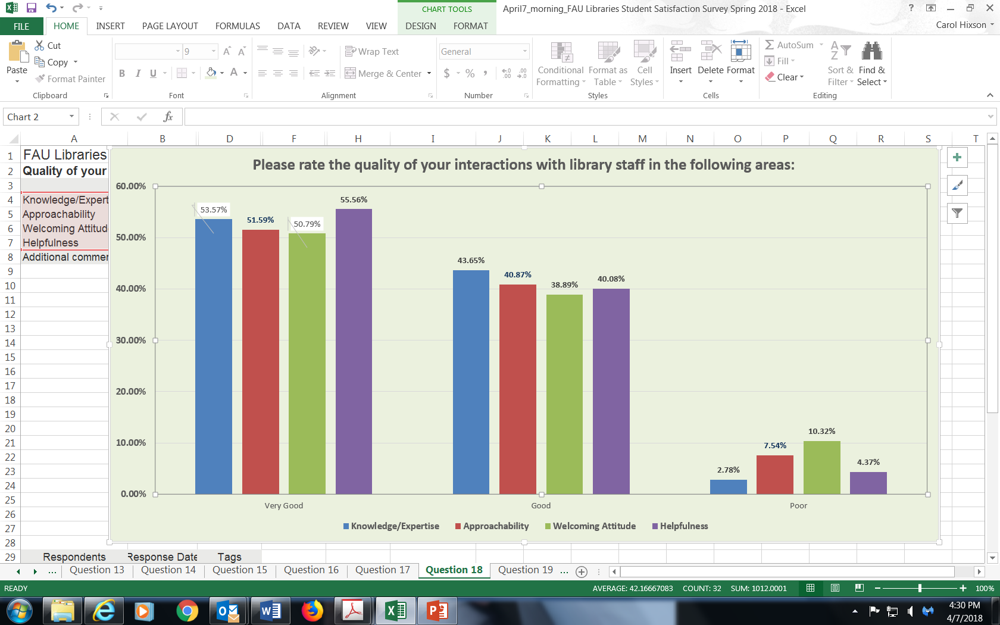 CHART TOOLS
April7_morning_FAU Libraries Student Satisfaction Survey Spring 2018 - Excel
?
FILE HOME INSERT PAGE LAYOUT FORMULAS DATA REVIEW VIEW DESIGN FORMAT
Carol Hixson
Paste
Cut
Copy
Format Painter
Clipboard
9
A A
B I U A
Font
Wrap Text
Merge & Center
Alignment
General
$ % ,
Number
Conditional Formatting
Format as Table
Cell Styles
Styles
Insert
Delete
Format
Cells
AutoSum
Fill
Clear
Sort & Filter
Find & Select
Editing
Chart 2
fx
A B D F H I J K L M N O P Q R S T
1 FAU Libraries
2 Quality of your
3
4 Knowledge/Expert
5 Approachability
6 Welcoming Attitud
7 Helpfulness
8 Additional commer
9
10
11
12
13
14
15
16
17
18
19
20
21
22
23
24
25
26
27
28
29 Respondents Response Date Tags
Please rate the quality of your interactions with library staff in the following areas:
60.00%
50.00%
40.00%
30.00%
20.00%
10.00%
0.00%
53.57% 51.59% 50.79% 55.56%
43.65% 40.87% 38.89% 40.08%
2.78% 7.54% 10.32% 4.37%
Very Good Good Poor
Knowledge/Expertise Approachability Welcoming Attitude Helpfulness
... Question 13 Question 14 Question 15 Question 16 Question 17 Question 18 Question 19 ...
READY
AVERAGE: 42.16667083 COUNT: 32 SUM: 1012.0001
100%
4:30 PM
4/7/2018